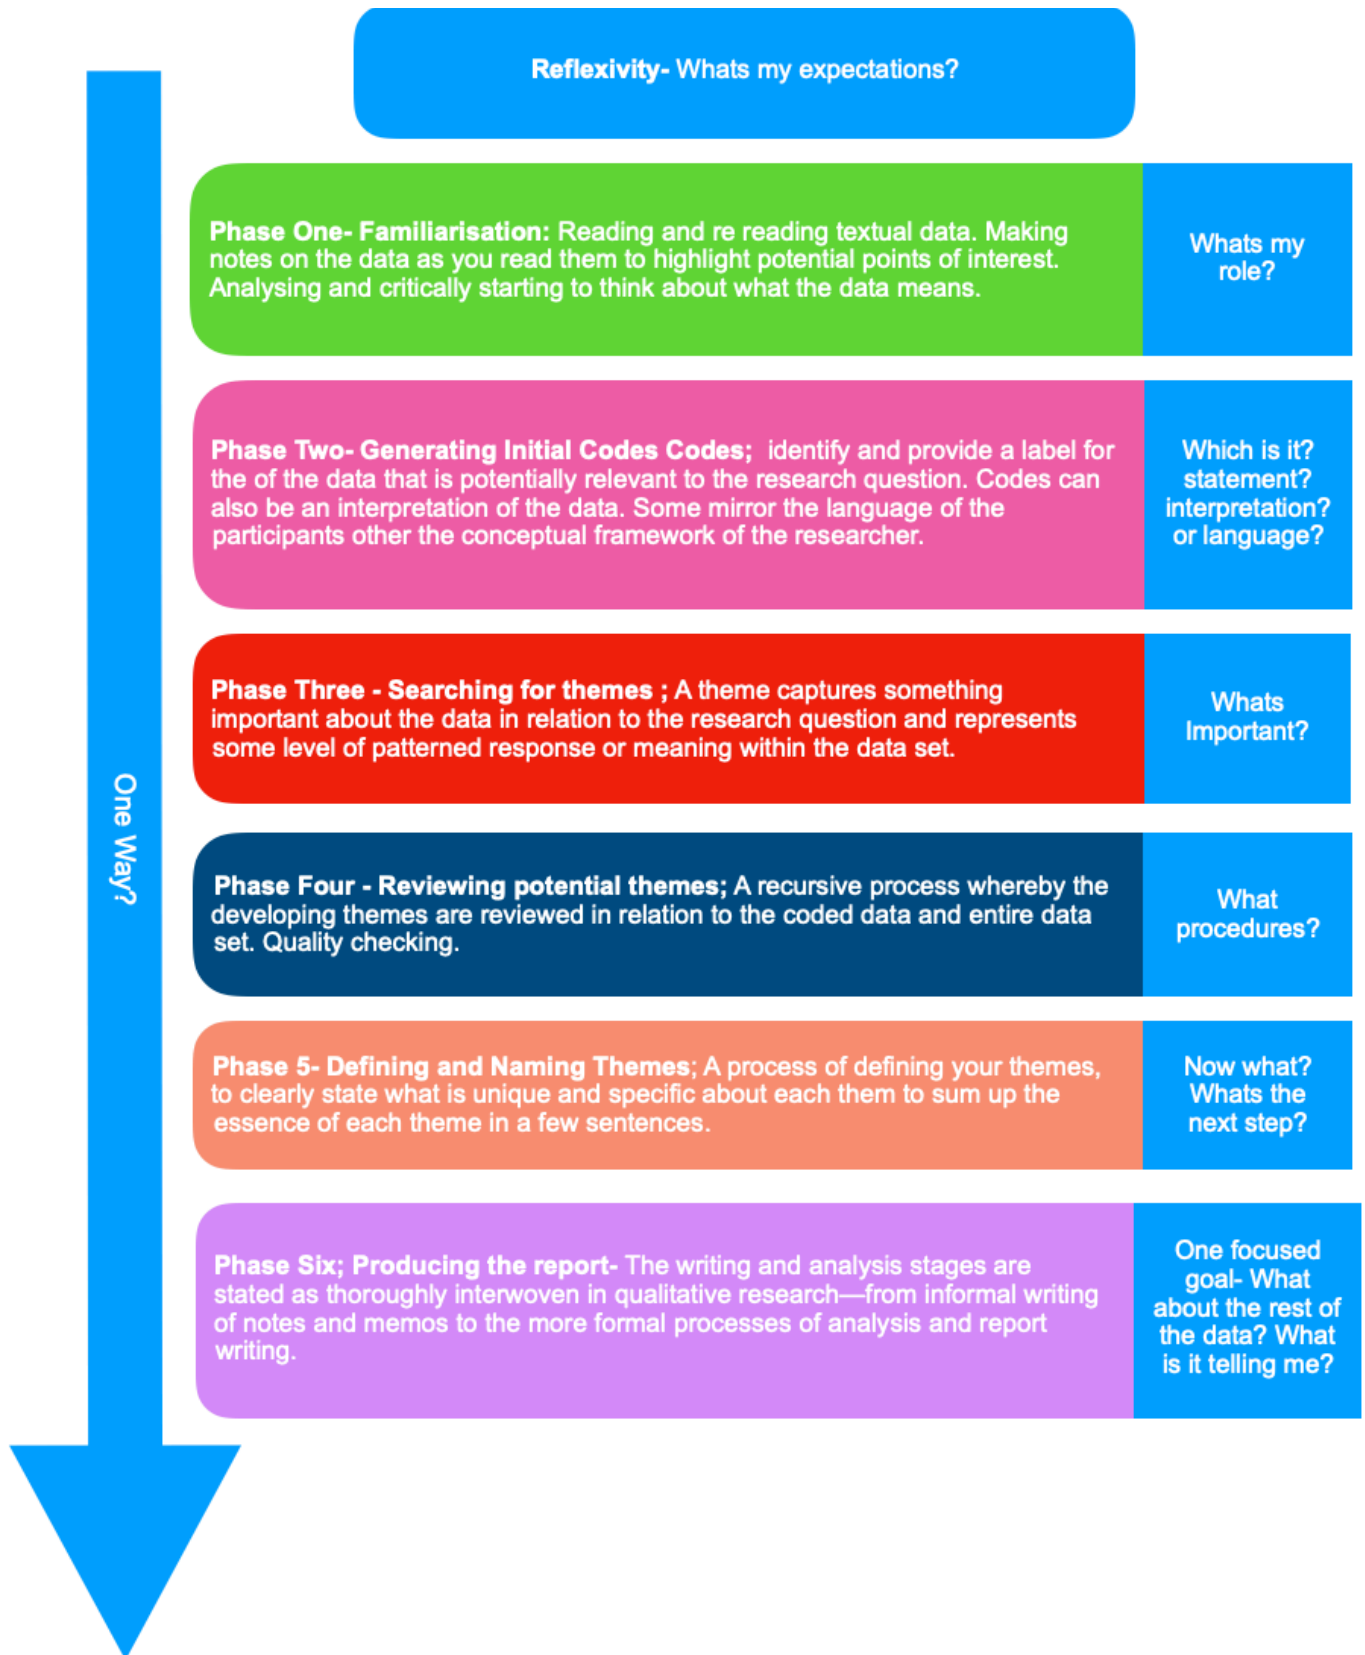 Reflexivity- Whats my expectations?
Phase One- Familiarisation: Reading and re reading textual data. Making
notes on the data as you read them to highlight potential points of interest.
Analysing and critically starting to think about what the data means.
Whats my
role?
Phase Two- Generating Initial Codes Codes;  identify and provide a label for
the of the data that is potentially relevant to the research question. Codes can
also be an interpretation of the data. Some mirror the language of the
participants other the conceptual framework of the researcher.
Which is it?
statement?
interpretation?
or language?
Phase Three - Searching for themes ; A theme captures something
important about the data in relation to the research question and represents
some level of patterned response or meaning within the data set.
Whats
Important?
One Way?
Phase Four - Reviewing potential themes; A recursive process whereby the
developing themes are reviewed in relation to the coded data and entire data
set. Quality checking.
What
procedures?
Phase 5- Defining and Naming Themes; A process of defining your themes,
to clearly state what is unique and specific about each them to sum up the
essence of each theme in a few sentences.
Now what?
Whats the
next step?
Phase Six; Producing the report- The writing and analysis stages are
stated as thoroughly interwoven in qualitative research—from informal writing
of notes and memos to the more formal processes of analysis and report
writing.
One focused
goal- What
about the rest of
the data? What
is it telling me?